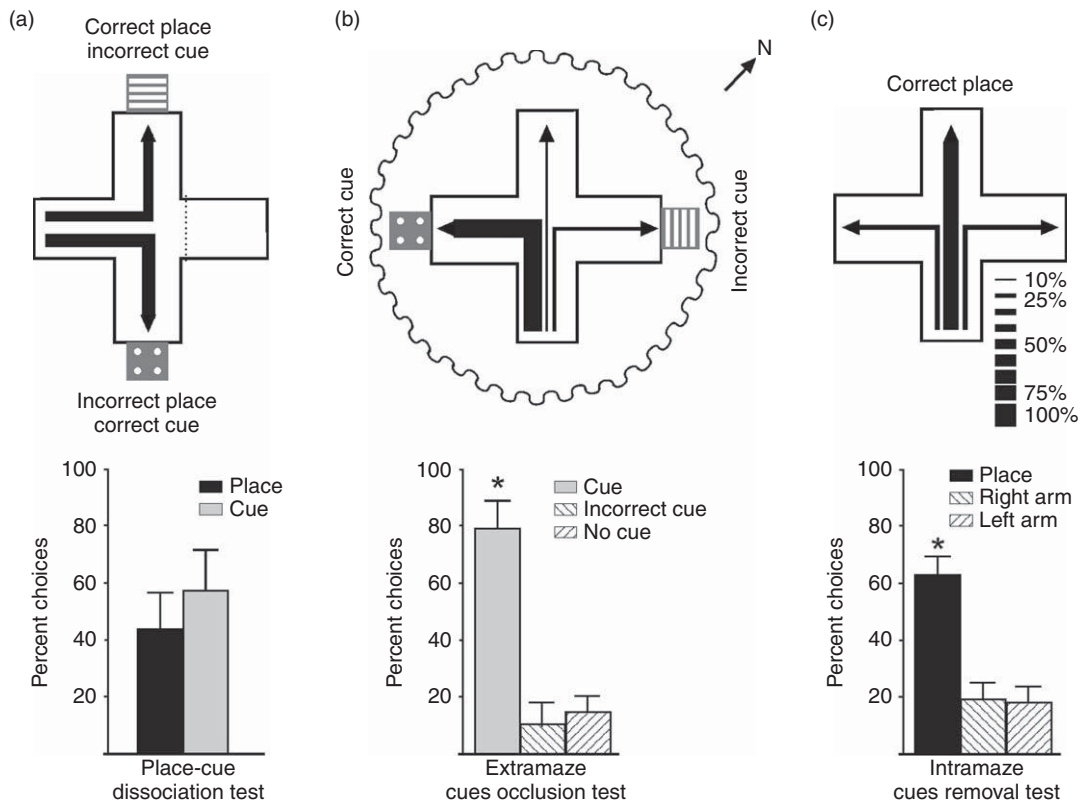 (a)
Correct place
incorrect cue
Incorrect place
correct cue
100
80
60
40
20
Percent choices
Place
Cue
Place-cue
dissociation test
(b)
N
Correct cue
Incorrect cue
100
80
60
40
20
Percent choices
*
Cue
Incorrect cue
No cue
Extramaze
cues occlusion test
(c)
Correct place
10%
25%
50%
75%
100%
100
80
60
40
20
Percent choices
*
Place
Right arm
Left arm
Intramaze
cues removal test